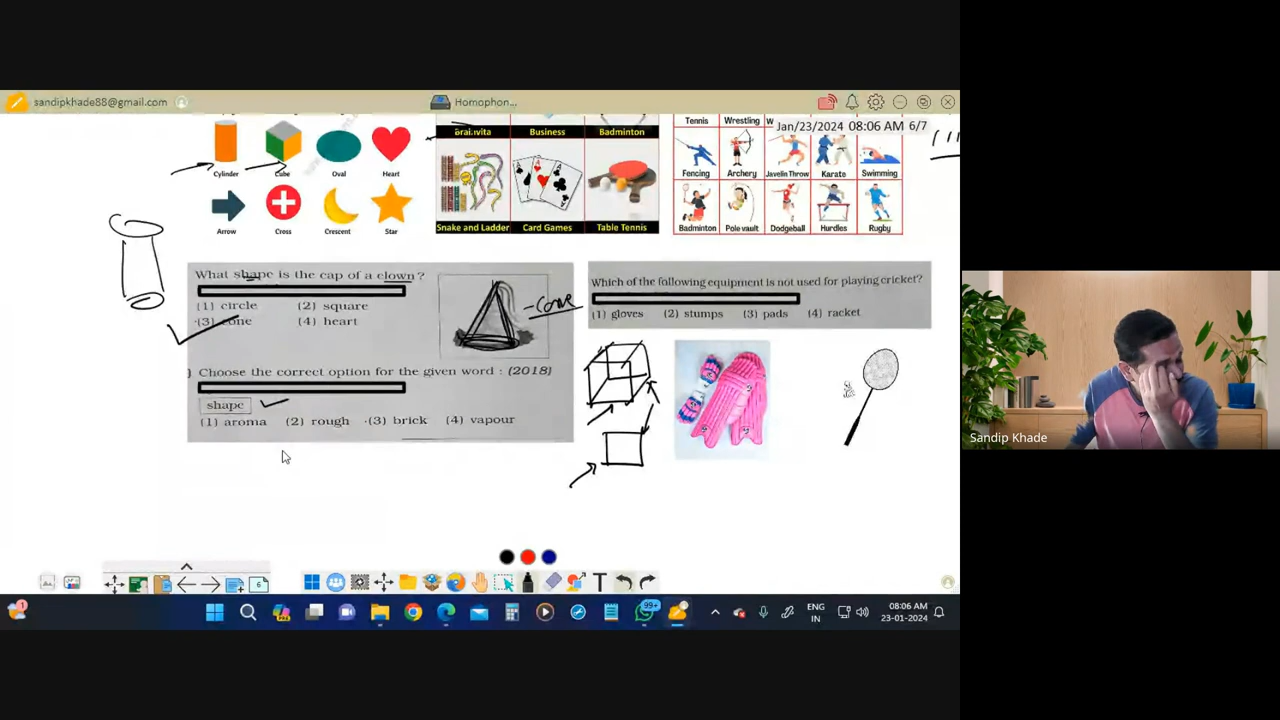 sandipkhade88@gmail.com
Homophon...
Jan/23/2024 08:06 AM 6/7
Cylinder Cube Oval Heart
Arrow Cross Crescent Star
Brainvita Business Badminton
Snake and Ladder Card Games Table Tennis
Tennis Wrestling
Fencing Archery Javelin Throw Karate Swimming
Badminton Pole vault Dodgeball Hurdles Rugby
What shape is the cap of a clown?
(1) circle (2) square
(3) cone (4) heart
-Cone
) Choose the correct option for the given word : (2018)
shape
(1) aroma (2) rough (3) brick (4) vapour
Which of the following equipment is not used for playing cricket?
(1) gloves (2) stumps (3) pads (4) racket
Sandip Khade
T
6
1
PRE
99+
ENG
IN
08:06 AM
23-01-2024